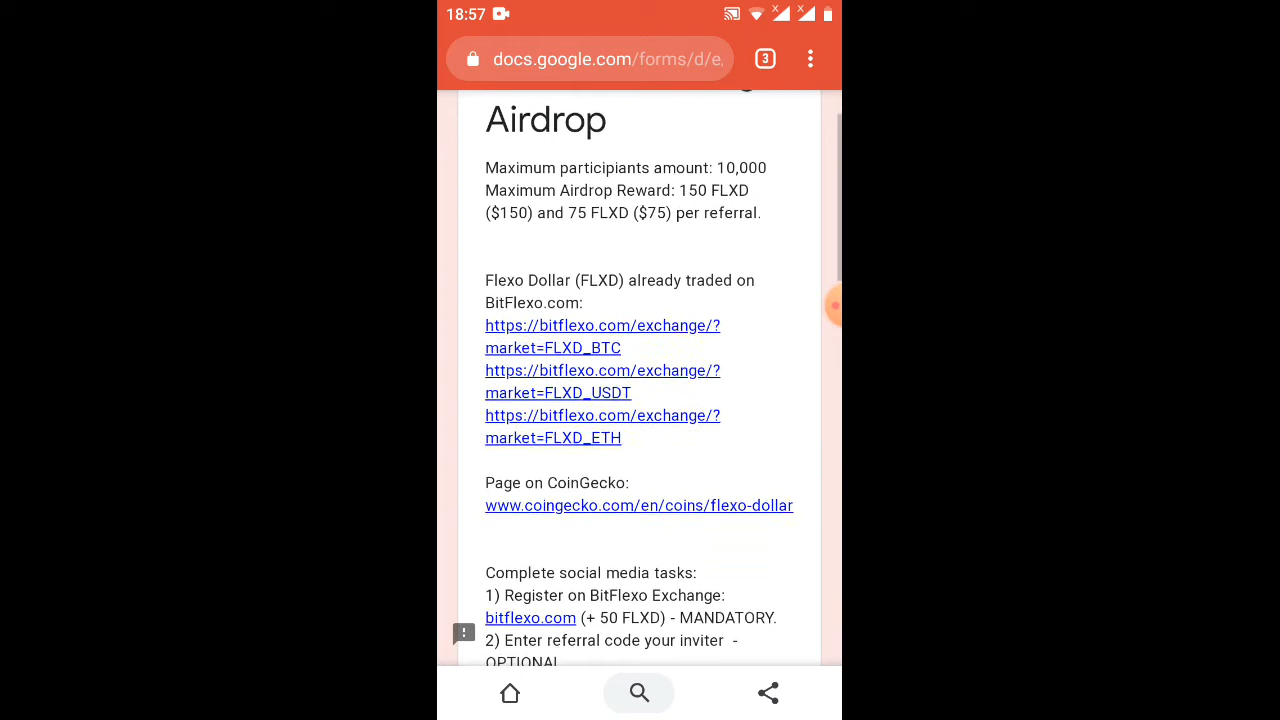 18:57
docs.google.com/forms/d/e,
3
Airdrop
Maximum participiants amount: 10,000
Maximum Airdrop Reward: 150 FLXD
($150) and 75 FLXD ($75) per referral.
Flexo Dollar (FLXD) already traded on
BitFlexo.com:
https://bitflexo.com/exchange/?
market=FLXD_BTC
https://bitflexo.com/exchange/?
market=FLXD_USDT
https://bitflexo.com/exchange/?
market=FLXD_ETH
Page on CoinGecko:
www.coingecko.com/en/coins/flexo-dollar
Complete social media tasks:
1) Register on BitFlexo Exchange:
bitflexo.com (+ 50 FLXD) - MANDATORY.
2) Enter referral code your inviter -
OPTIONAL